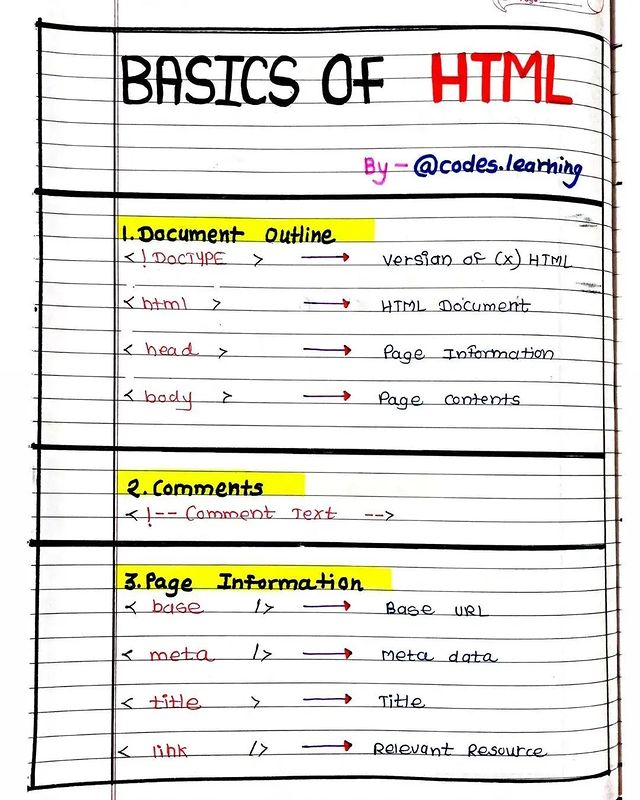 BASICS OF HTML
By - @codes.learning
1. Document Outline
<!DOCTYPE > → Version of (X) HTML
<html > → HTML Document
<head > → Page Information
<body > → Page contents
2. Comments
<!-- Comment Text -->
3. Page Information
<base /> → Base URL
<meta /> → Meta data
<title > → Title
<link /> → Relevant Resource